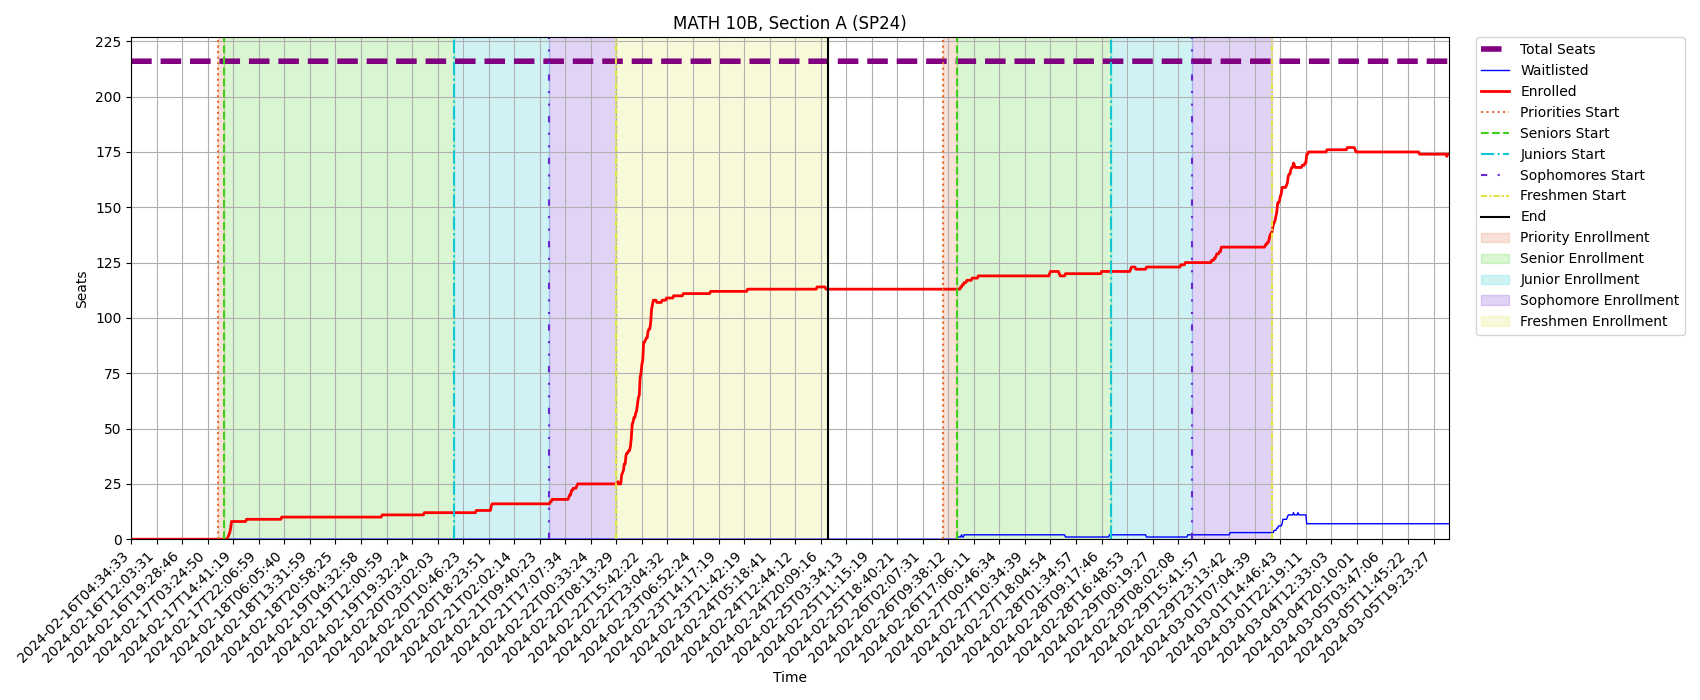 MATH 10B, Section A (SP24)
225
200
175
150
125
100
75
50
25
0
Seats
2024-02-16T04:34:33
2024-02-16T12:03:31
2024-02-16T19:28:46
2024-02-17T03:24:50
2024-02-17T14:41:19
2024-02-17T22:06:59
2024-02-18T06:05:40
2024-02-18T13:31:59
2024-02-18T20:58:25
2024-02-19T04:32:58
2024-02-19T12:00:59
2024-02-19T19:32:24
2024-02-20T03:02:03
2024-02-20T10:46:23
2024-02-20T18:23:51
2024-02-21T02:02:14
2024-02-21T09:40:23
2024-02-21T17:07:34
2024-02-22T00:33:24
2024-02-22T08:13:29
2024-02-22T15:42:22
2024-02-22T23:04:32
2024-02-23T06:52:24
2024-02-23T14:17:19
2024-02-23T21:42:19
2024-02-24T05:18:41
2024-02-24T12:44:12
2024-02-24T20:09:16
2024-02-25T03:34:13
2024-02-25T11:15:19
2024-02-25T18:40:21
2024-02-26T02:07:31
2024-02-26T09:38:12
2024-02-26T17:06:11
2024-02-27T00:46:34
2024-02-27T10:34:39
2024-02-27T18:04:54
2024-02-28T01:34:57
2024-02-28T09:17:46
2024-02-28T16:48:53
2024-02-29T00:19:27
2024-02-29T08:02:08
2024-02-29T15:41:57
2024-02-29T23:13:42
2024-03-01T07:04:39
2024-03-01T14:46:43
2024-03-01T22:19:11
2024-03-04T12:33:03
2024-03-04T20:10:01
2024-03-05T03:47:06
2024-03-05T11:45:22
2024-03-05T19:23:27
Time
Total Seats
Waitlisted
Enrolled
Priorities Start
Seniors Start
Juniors Start
Sophomores Start
Freshmen Start
End
Priority Enrollment
Senior Enrollment
Junior Enrollment
Sophomore Enrollment
Freshmen Enrollment